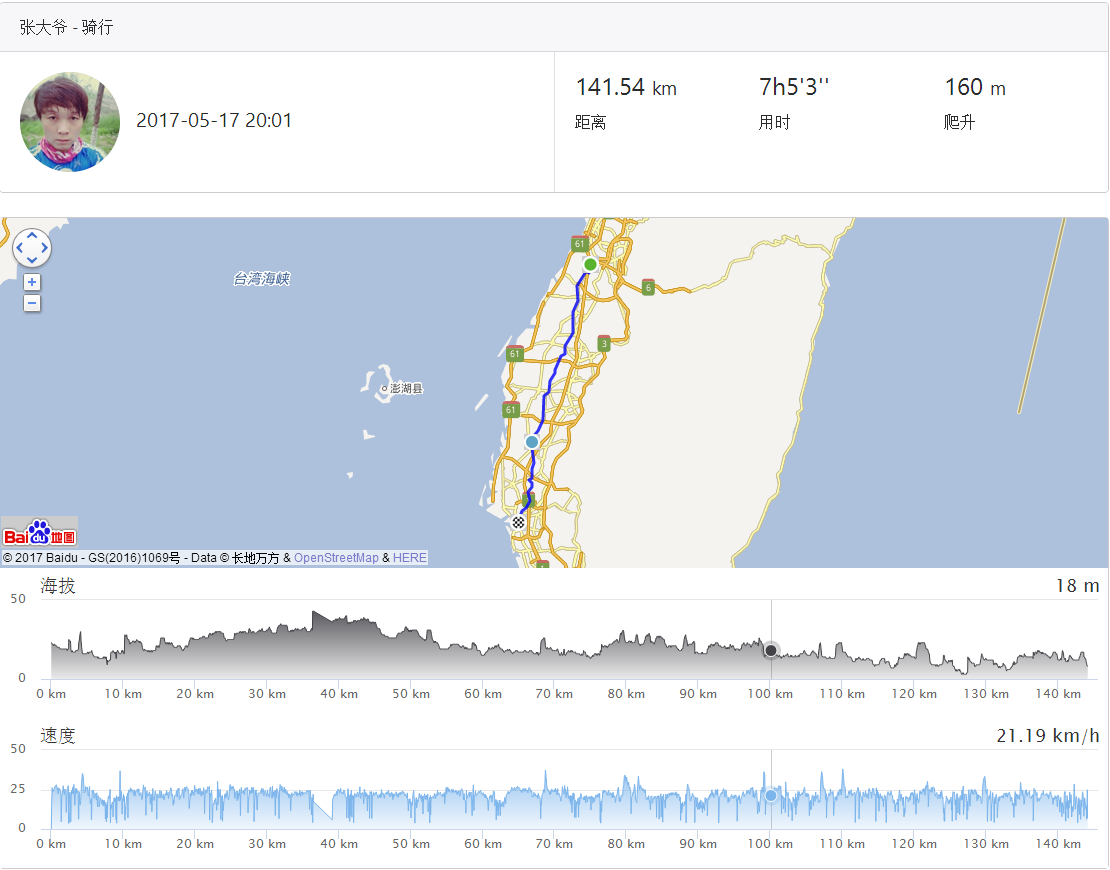 张大爷 - 骑行
2017-05-17 20:01
141.54 km
7h5'3''
160 m
距离
用时
爬升
61
6
台湾海峡
3
61
澎湖县
61
Bai du 地图
© 2017 Baidu - GS(2016)1069号 - Data © 长地万方 & OpenStreetMap & HERE
海拔
18 m
50
0
0 km 10 km 20 km 30 km 40 km 50 km 60 km 70 km 80 km 90 km 100 km 110 km 120 km 130 km 140 km
速度
21.19 km/h
50
25
0
0 km 10 km 20 km 30 km 40 km 50 km 60 km 70 km 80 km 90 km 100 km 110 km 120 km 130 km 140 km